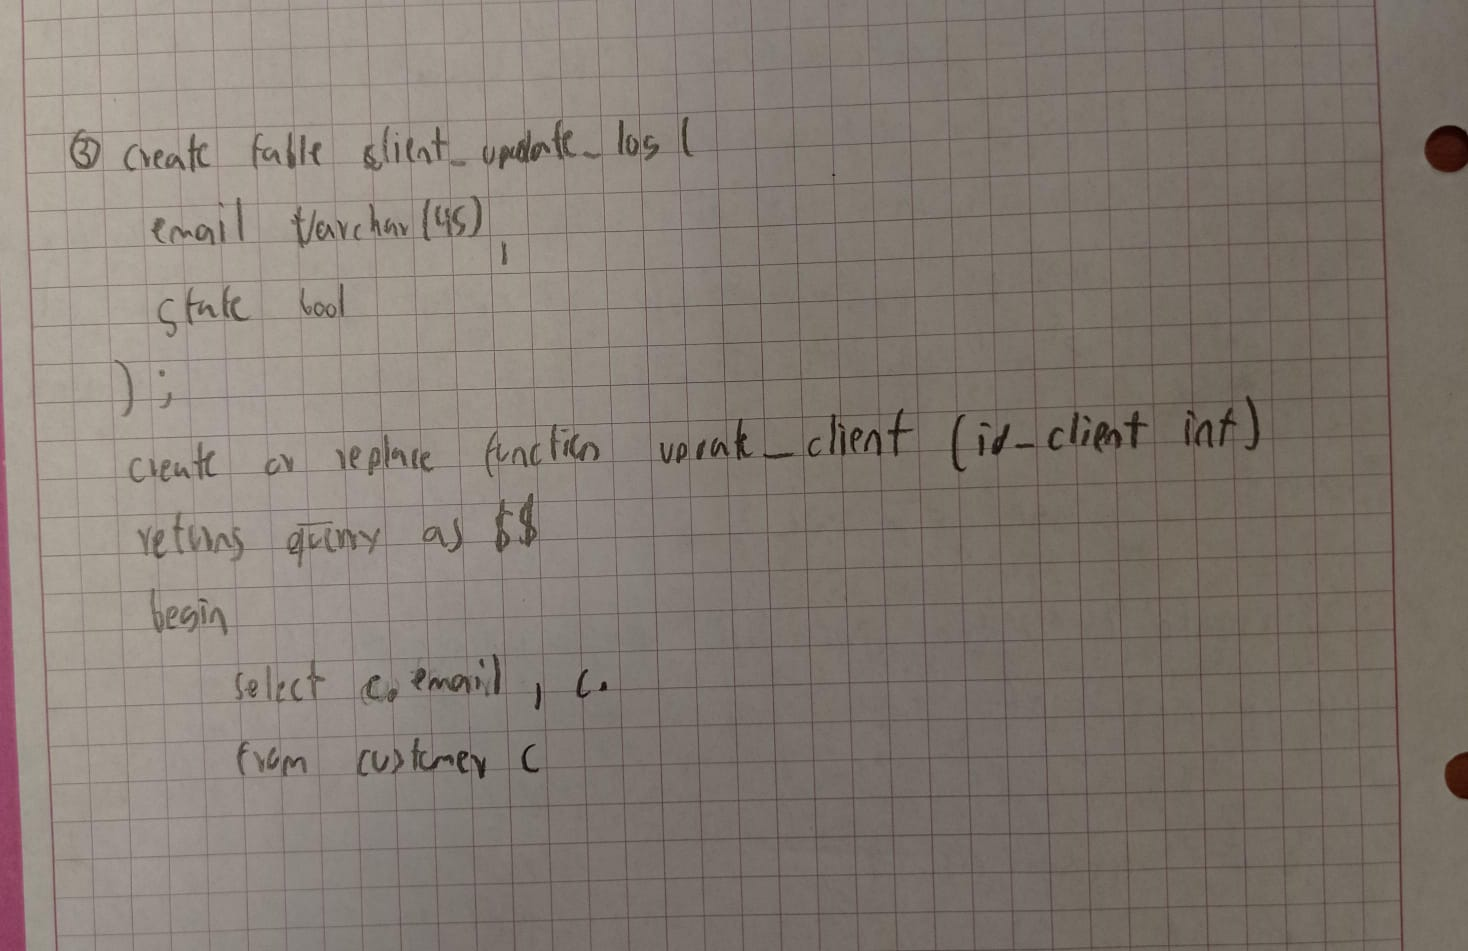 ③ create table client_update_log (
email varchar(45),
state bool
);
create or replace function update_client (id_client int)
returns query as $$
begin
select c.email, c.
from customer c